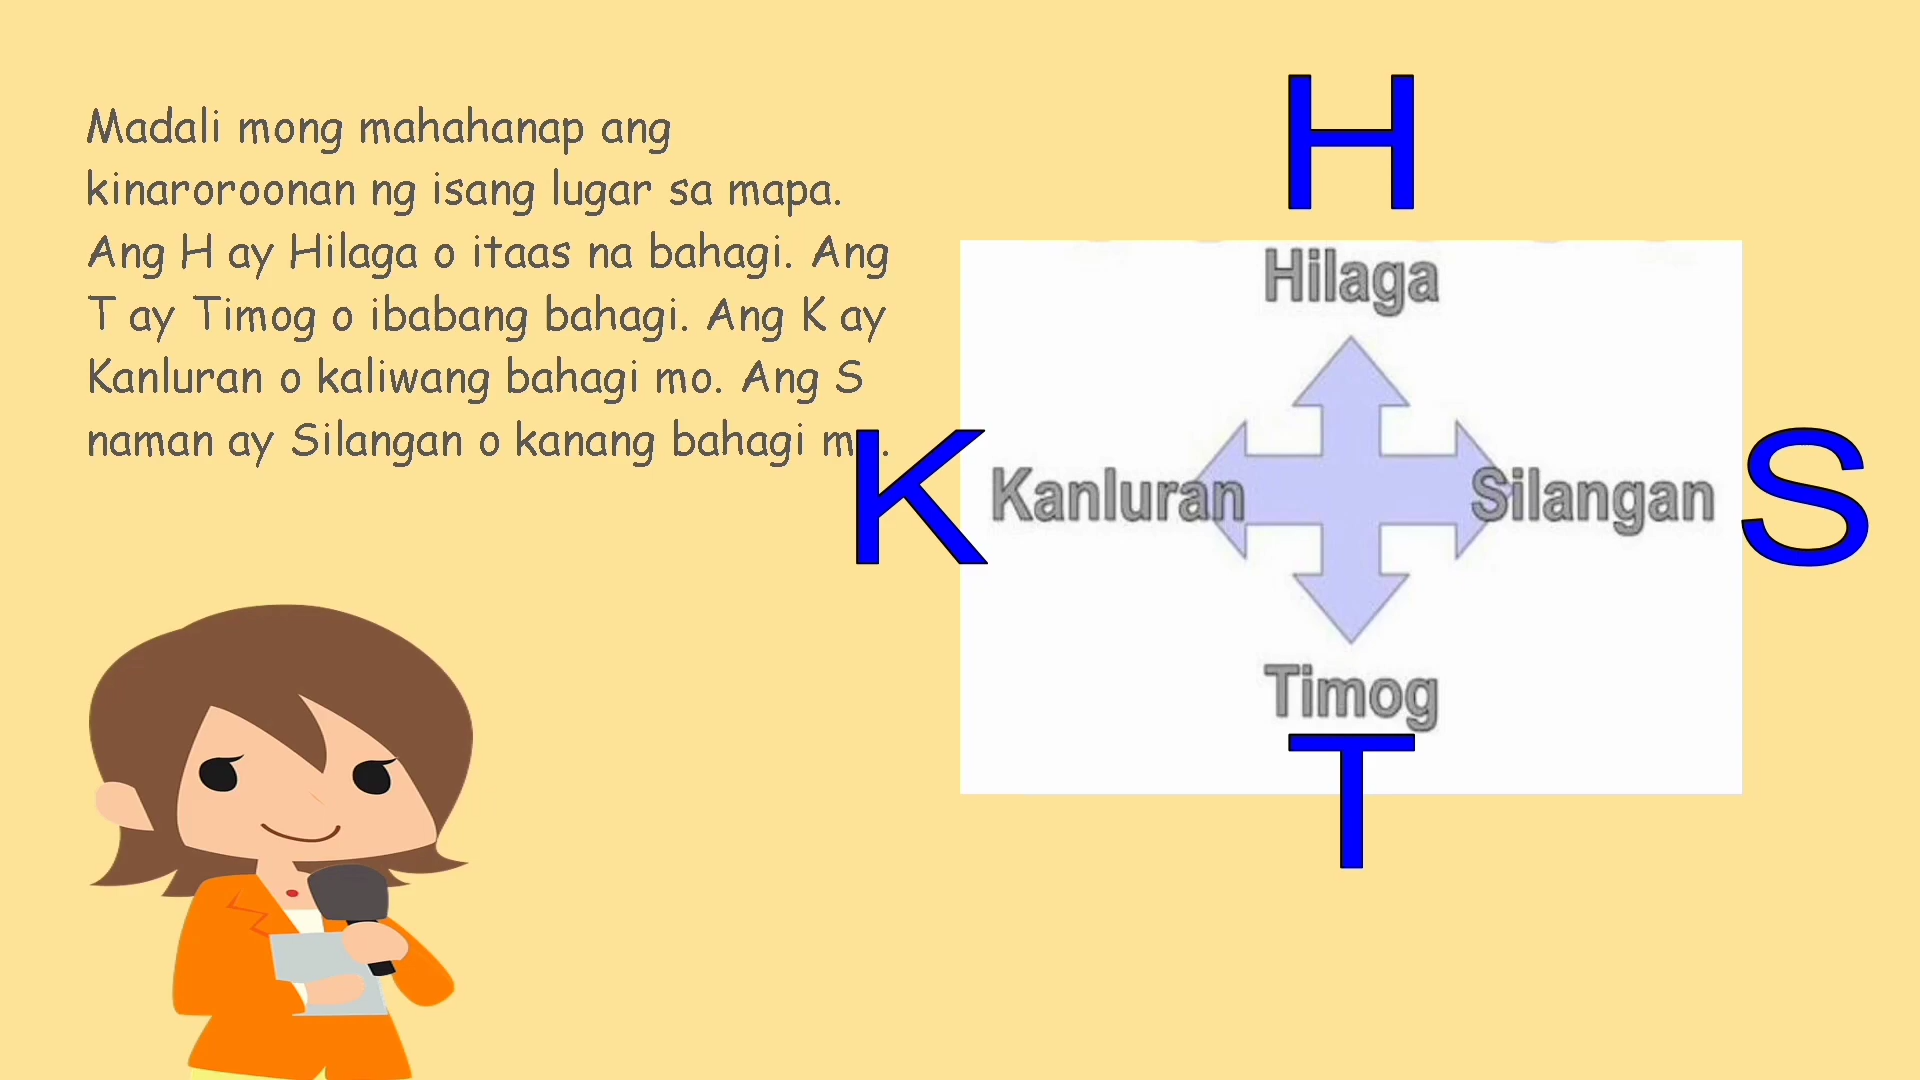 Madali mong mahahanap ang
kinaroroonan ng isang lugar sa mapa.
Ang H ay Hilaga o itaas na bahagi. Ang
T ay Timog o ibabang bahagi. Ang K ay
Kanluran o kaliwang bahagi mo. Ang S
naman ay Silangan o kanang bahagi
H
Hilaga
K
Kanluran
Silangan
S
Timog
T